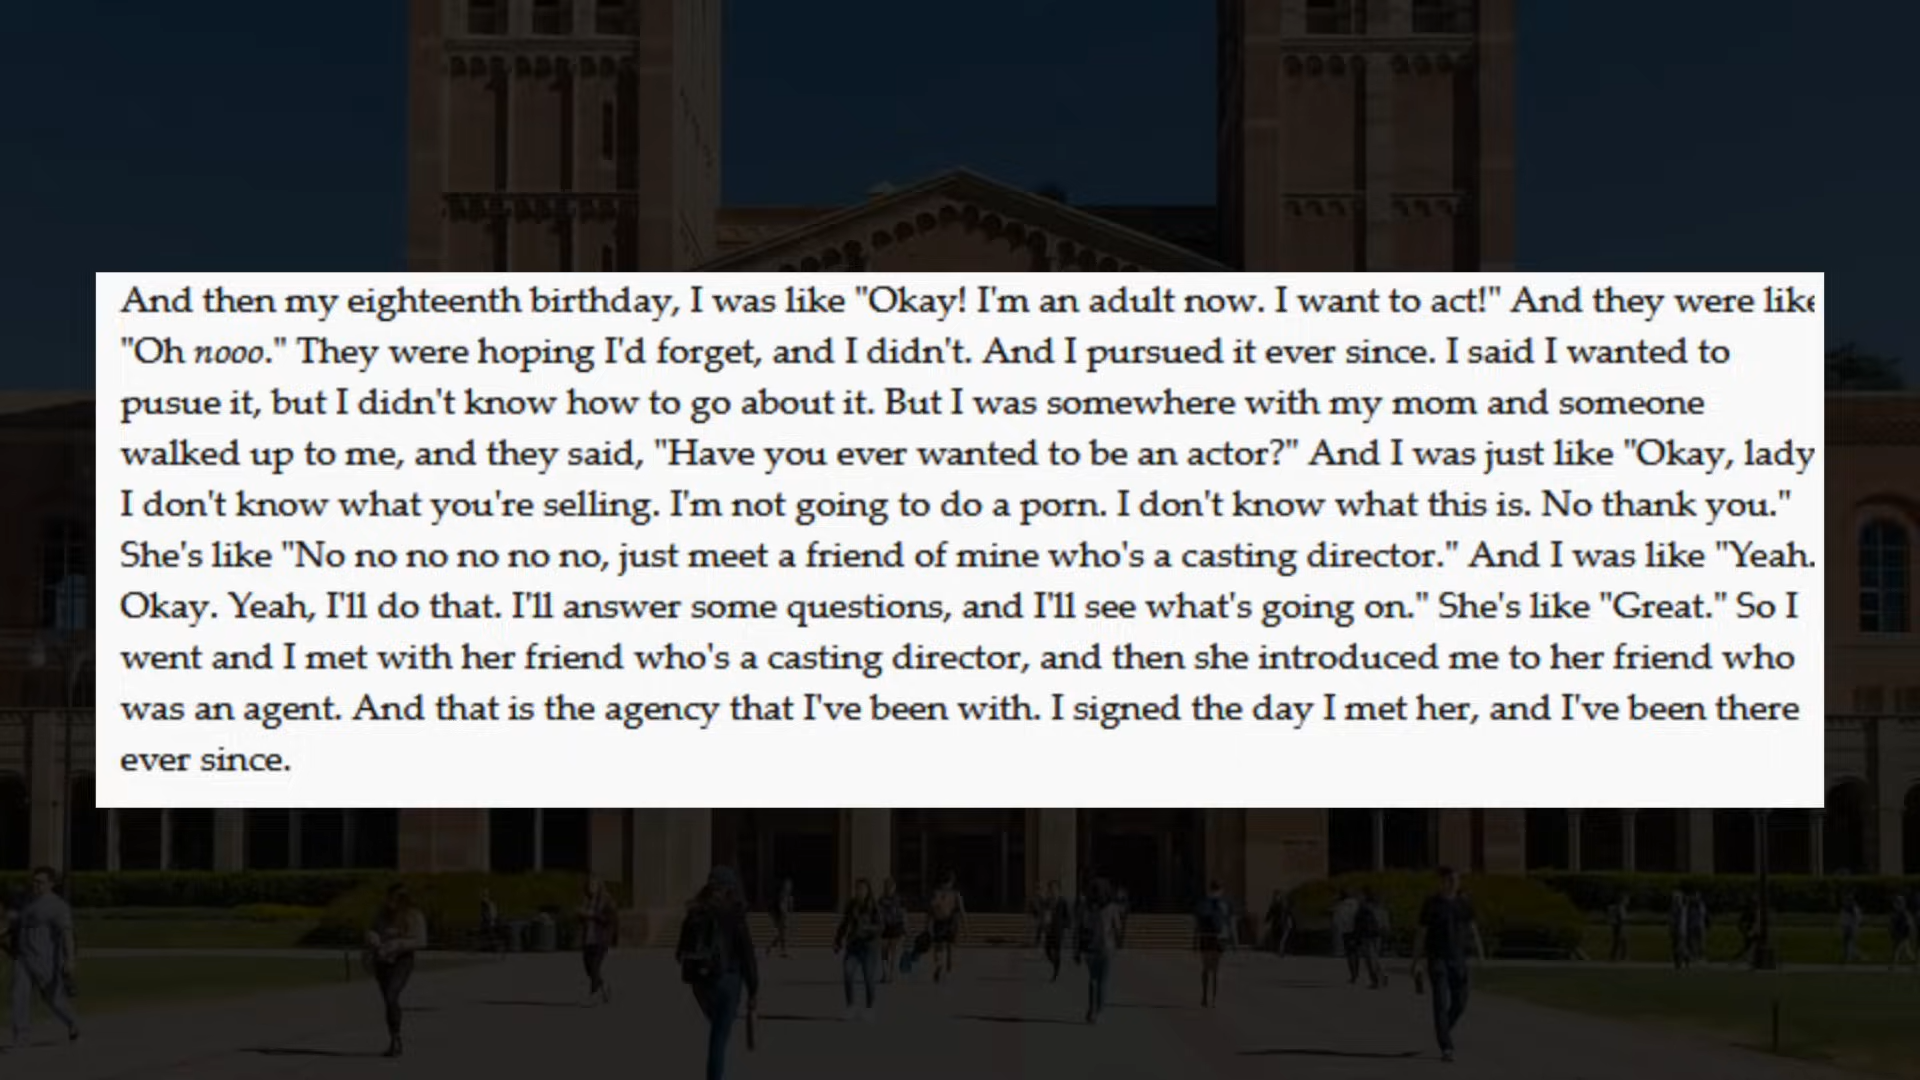 And then my eighteenth birthday, I was like "Okay! I'm an adult now. I want to act!" And they were like
"Oh nooo." They were hoping I'd forget, and I didn't. And I pursued it ever since. I said I wanted to
pusue it, but I didn't know how to go about it. But I was somewhere with my mom and someone
walked up to me, and they said, "Have you ever wanted to be an actor?" And I was just like "Okay, lady
I don't know what you're selling. I'm not going to do a porn. I don't know what this is. No thank you."
She's like "No no no no no no, just meet a friend of mine who's a casting director." And I was like "Yeah.
Okay. Yeah, I'll do that. I'll answer some questions, and I'll see what's going on." She's like "Great." So I
went and I met with her friend who's a casting director, and then she introduced me to her friend who
was an agent. And that is the agency that I've been with. I signed the day I met her, and I've been there
ever since.